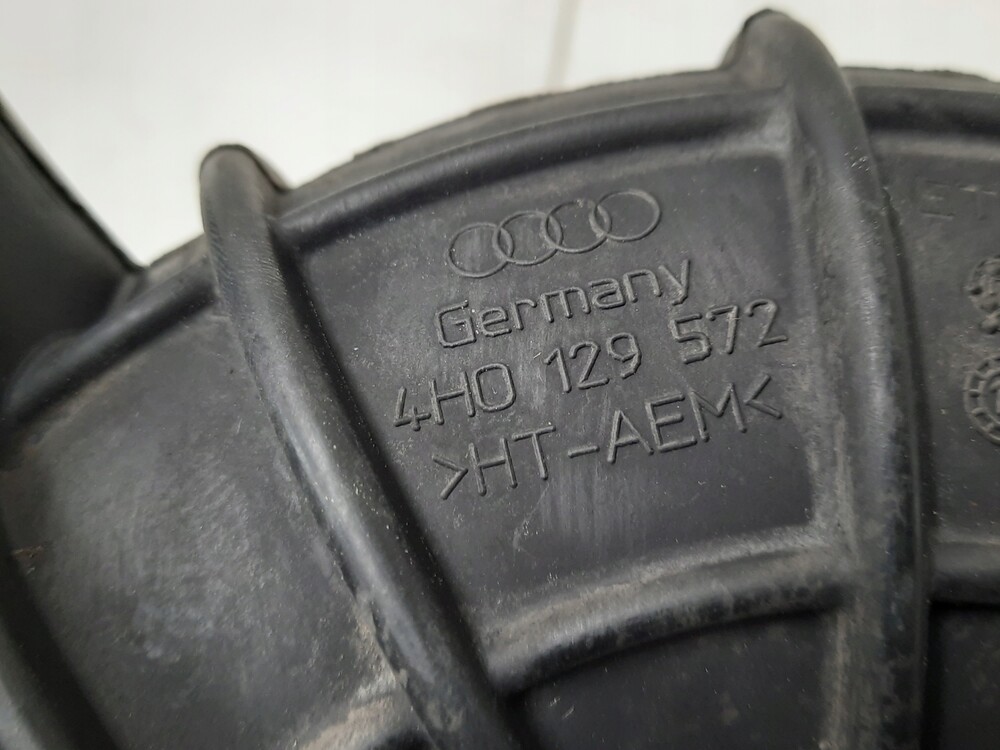 Germany
4H0 129 572
>HT-AEM<